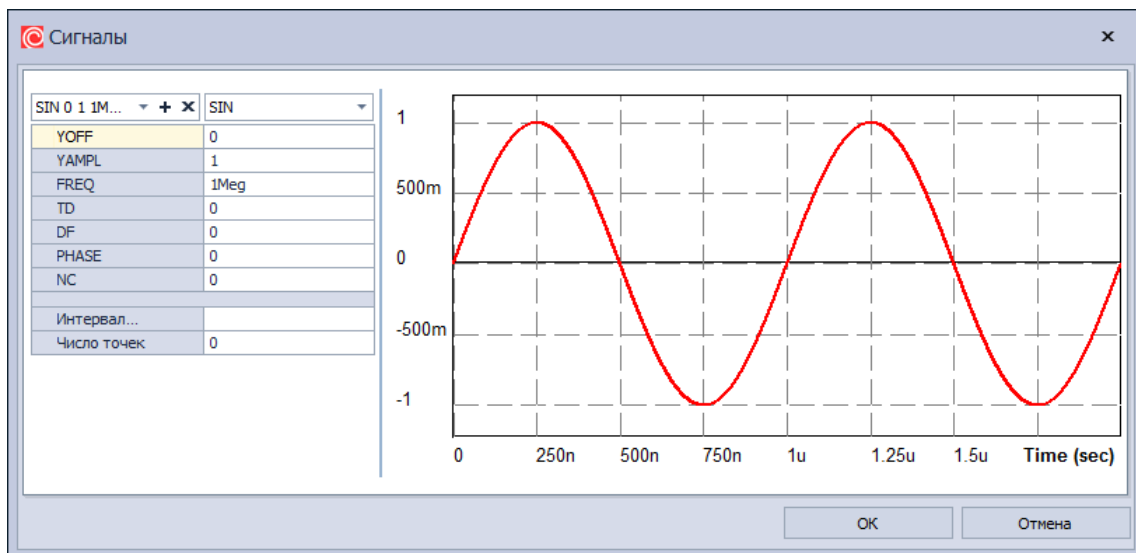 Сигналы
SIN 0 1 1M... SIN
YOFF 0
YAMPL 1
FREQ 1Meg
TD 0
DF 0
PHASE 0
NC 0
Интервал...
Число точек 0
1
500m
0
-500m
-1
0 250n 500n 750n 1u 1.25u 1.5u Time (sec)
ОК Отмена